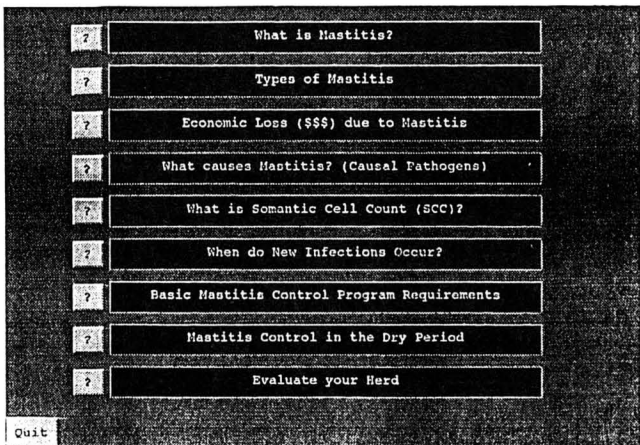 ? What is Mastitis?
? Types of Mastitis
? Economic Loss ($$$) due to Mastitis
? What causes Mastitis? (Causal Pathogens)
? What is Somantic Cell Count (SCC)?
? When do New Infections Occur?
? Basic Mastitis Control Program Requirements
? Mastitis Control in the Dry Period
? Evaluate your Herd
Quit